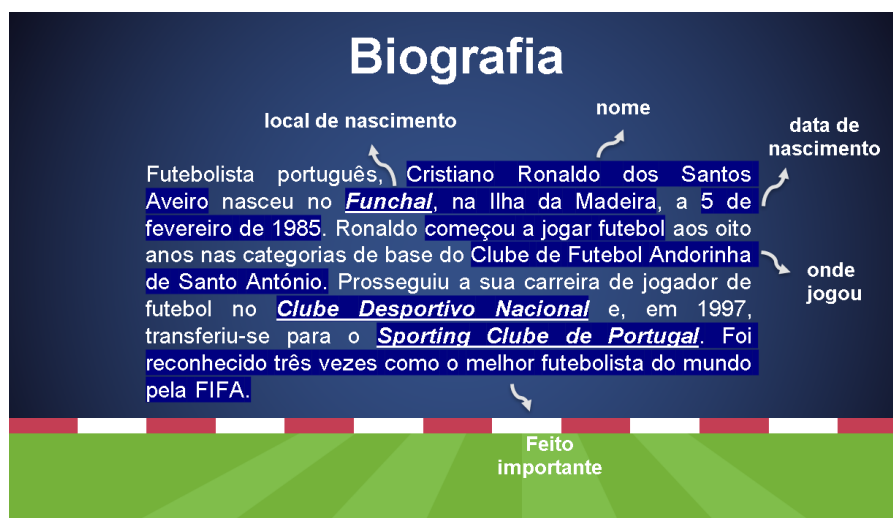 Biografia
local de nascimento
nome
data de
nascimento
Futebolista português, Cristiano Ronaldo dos Santos
Aveiro nasceu no Funchal, na Ilha da Madeira, a 5 de
fevereiro de 1985. Ronaldo começou a jogar futebol aos oito
anos nas categorias de base do Clube de Futebol Andorinha
de Santo António. Prosseguiu a sua carreira de jogador de
futebol no Clube Desportivo Nacional e, em 1997,
transferiu-se para o Sporting Clube de Portugal. Foi
reconhecido três vezes como o melhor futebolista do mundo
pela FIFA.
onde
jogou
Feito
importante